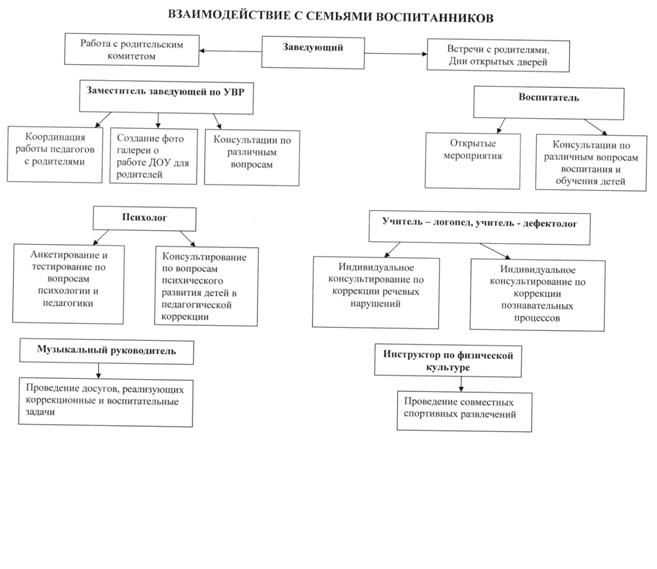 ВЗАИМОДЕЙСТВИЕ С СЕМЬЯМИ ВОСПИТАННИКОВ
Работа с родительским
комитетом
Заведующий
Встречи с родителями.
Дни открытых дверей
Заместитель заведующей по УВР
Координация
работы педагогов
с родителями
Создание фото
галереи о
работе ДОУ для
родителей
Консультации по
различным
вопросам
Воспитатель
Открытые
мероприятия
Консультации по
различным вопросам
воспитания и
обучения детей
Психолог
Анкетирование и
тестирование по
вопросам
психологии и
педагогики
Консультирование
по вопросам
психического
развития детей в
педагогической
коррекции
Учитель – логопед, учитель - дефектолог
Индивидуальное
консультирование по
коррекции речевых
нарушений
Индивидуальное
консультирование по
коррекции
познавательных
процессов
Музыкальный руководитель
Проведение досугов, реализующих
коррекционные и воспитательные
задачи
Инструктор по физической
культуре
Проведение совместных
спортивных развлечений